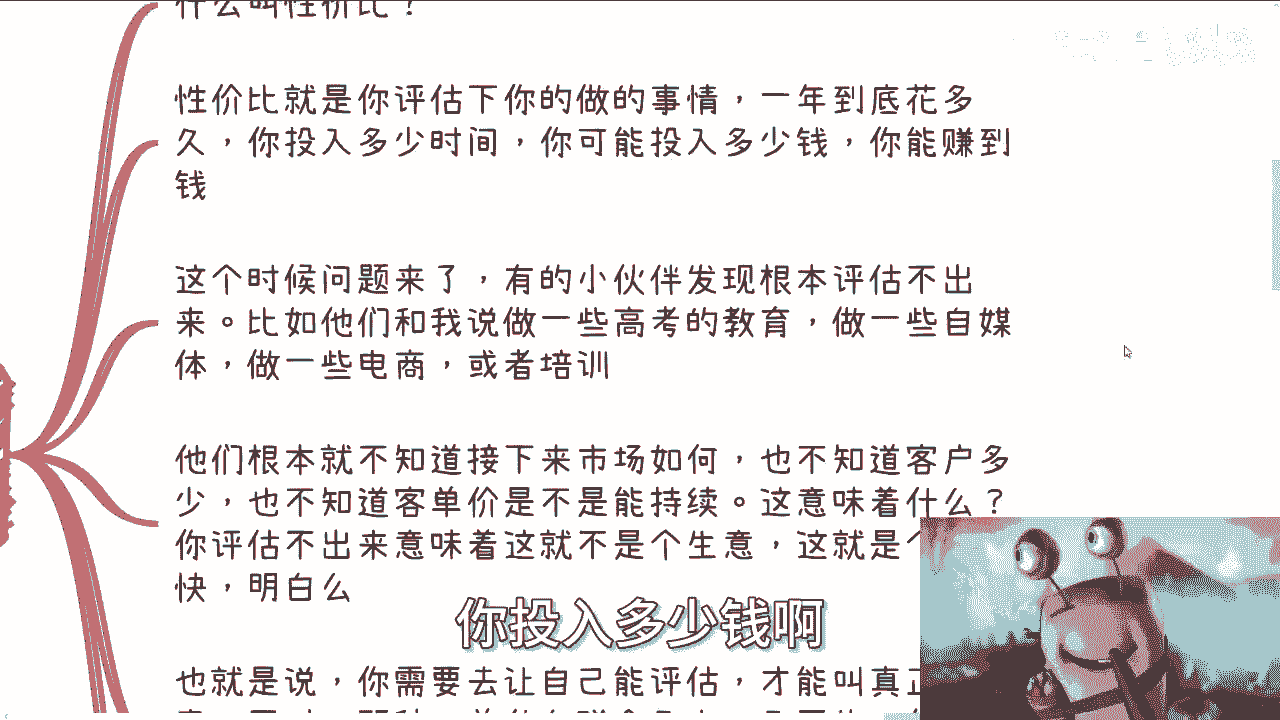 什么叫性价比？
性价比就是你评估下你的做的事情，一年到底花多
久，你投入多少时间，你可能投入多少钱，你能赚到
钱
这个时候问题来了，有的小伙伴发现根本评估不出
来。比如他们和我说做一些高考的教育，做一些自媒
体，做一些电商，或者培训
他们根本就不知道接下来市场如何，也不知道客户多
少，也不知道客单价是不是能持续。这意味着什么？
你评估不出来意味着这就不是个生意，这就是个
快，明白么
你投入多少钱啊
也就是说，你需要去让自己能评估，才能叫真正